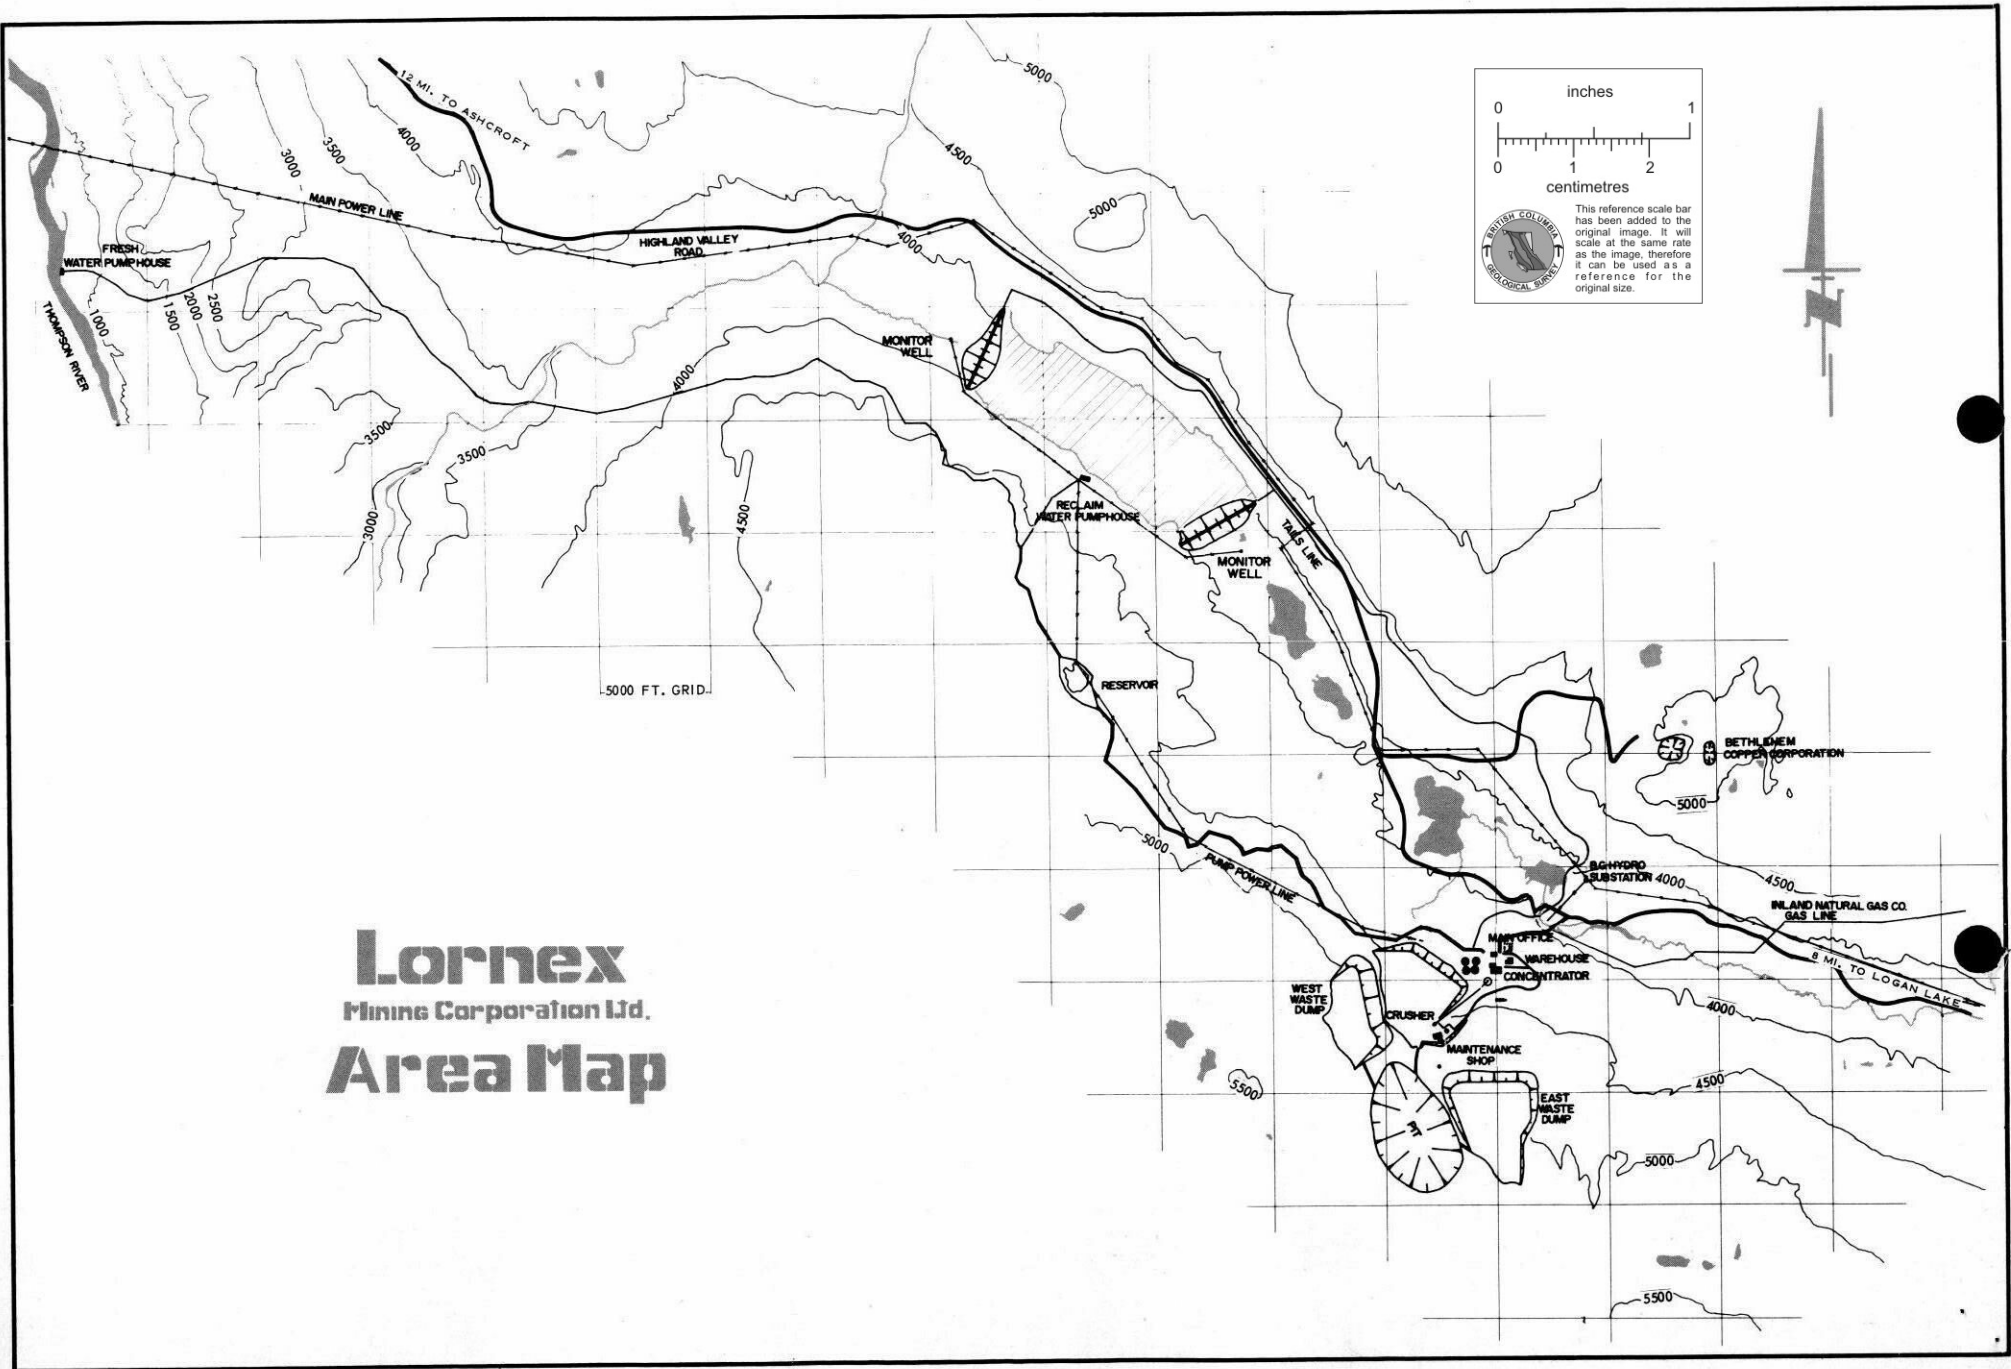 12 MI. TO ASHCROFT
5000
4500
5000
3000
3500
4000
MAIN POWER LINE
HIGHLAND VALLEY
ROAD
4000
FRESH
WATER PUMPHOUSE
THOMPSON RIVER
1000
1500
2000
2500
MONITOR
WELL
4000
3500
3500
3000
4500
RECLAIM
WATER PUMPHOUSE
MONITOR
WELL
TAILS LINE
5000 FT. GRID
RESERVOIR
BETHLEHEM
COPPER CORPORATION
5000
5000
PUMP POWER LINE
B.C. HYDRO
SUBSTATION
4000
4500
INLAND NATURAL GAS CO.
GAS LINE
8 MI. TO LOGAN LAKE
MAIN OFFICE
WAREHOUSE
CONCENTRATOR
WEST
WASTE
DUMP
CRUSHER
MAINTENANCE
SHOP
4000
4500
5500
PIT
EAST
WASTE
DUMP
5000
5500
Lornex
Mining Corporation Ltd.
Area Map
inches
0 1
0 1 2
centimetres
BRITISH COLUMBIA
GEOLOGICAL SURVEY
This reference scale bar
has been added to the
original image. It will
scale at the same rate
as the image, therefore
it can be used as a
reference for the
original size.
N